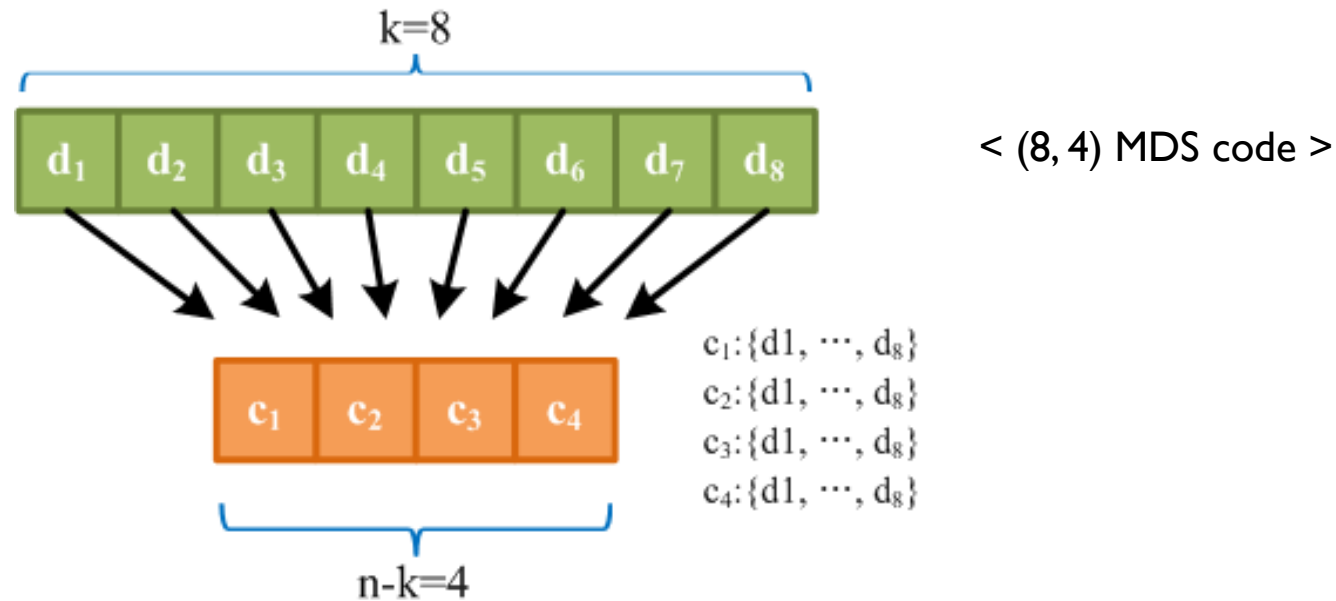 k=8
d₁ d₂ d₃ d₄ d₅ d₆ d₇ d₈
< (8, 4) MDS code >
c₁ c₂ c₃ c₄
c₁:{d1, ⋯, d₈}
c₂:{d1, ⋯, d₈}
c₃:{d1, ⋯, d₈}
c₄:{d1, ⋯, d₈}
n-k=4